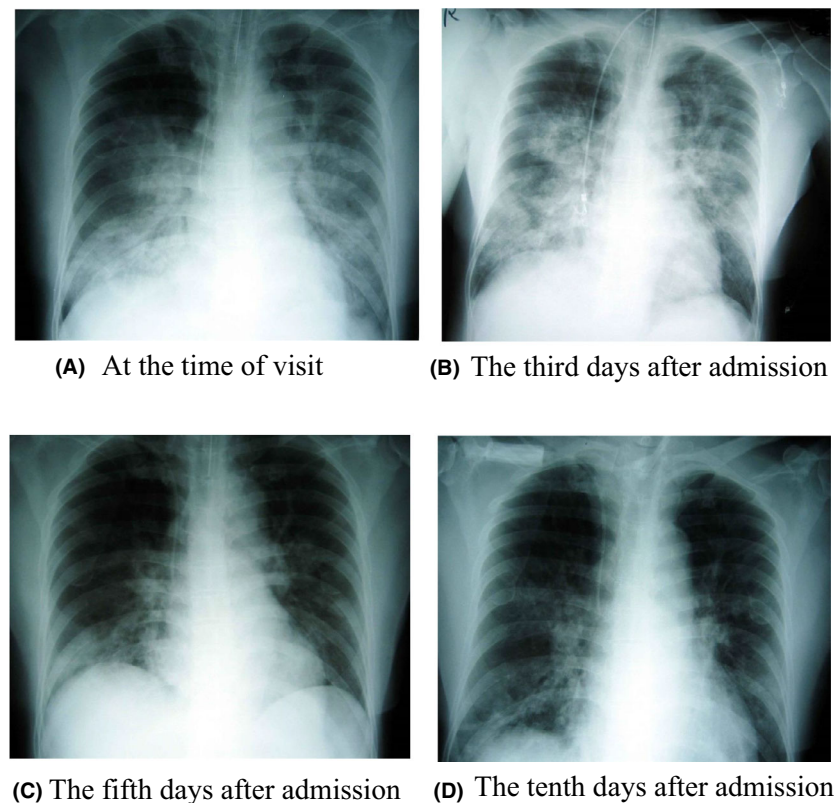 R
(A) At the time of visit
(B) The third days after admission
(C) The fifth days after admission
(D) The tenth days after admission